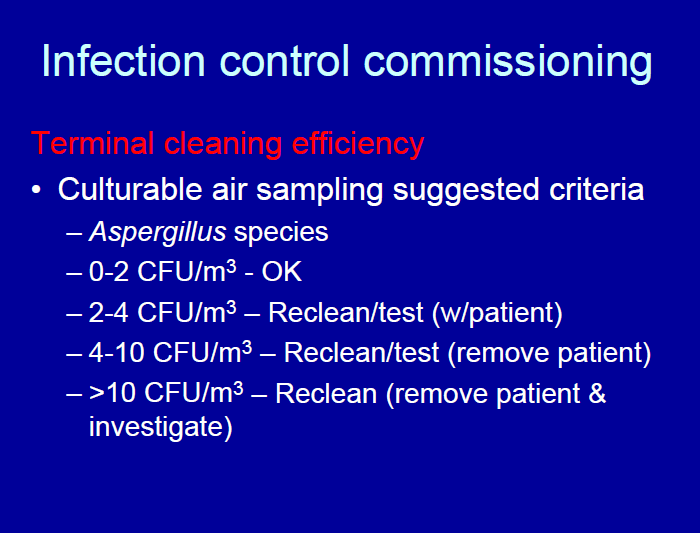 Infection control commissioning
Terminal cleaning efficiency
• Culturable air sampling suggested criteria
– Aspergillus species
– 0-2 CFU/m³ - OK
– 2-4 CFU/m³ – Reclean/test (w/patient)
– 4-10 CFU/m³ – Reclean/test (remove patient)
– >10 CFU/m³ – Reclean (remove patient &
investigate)